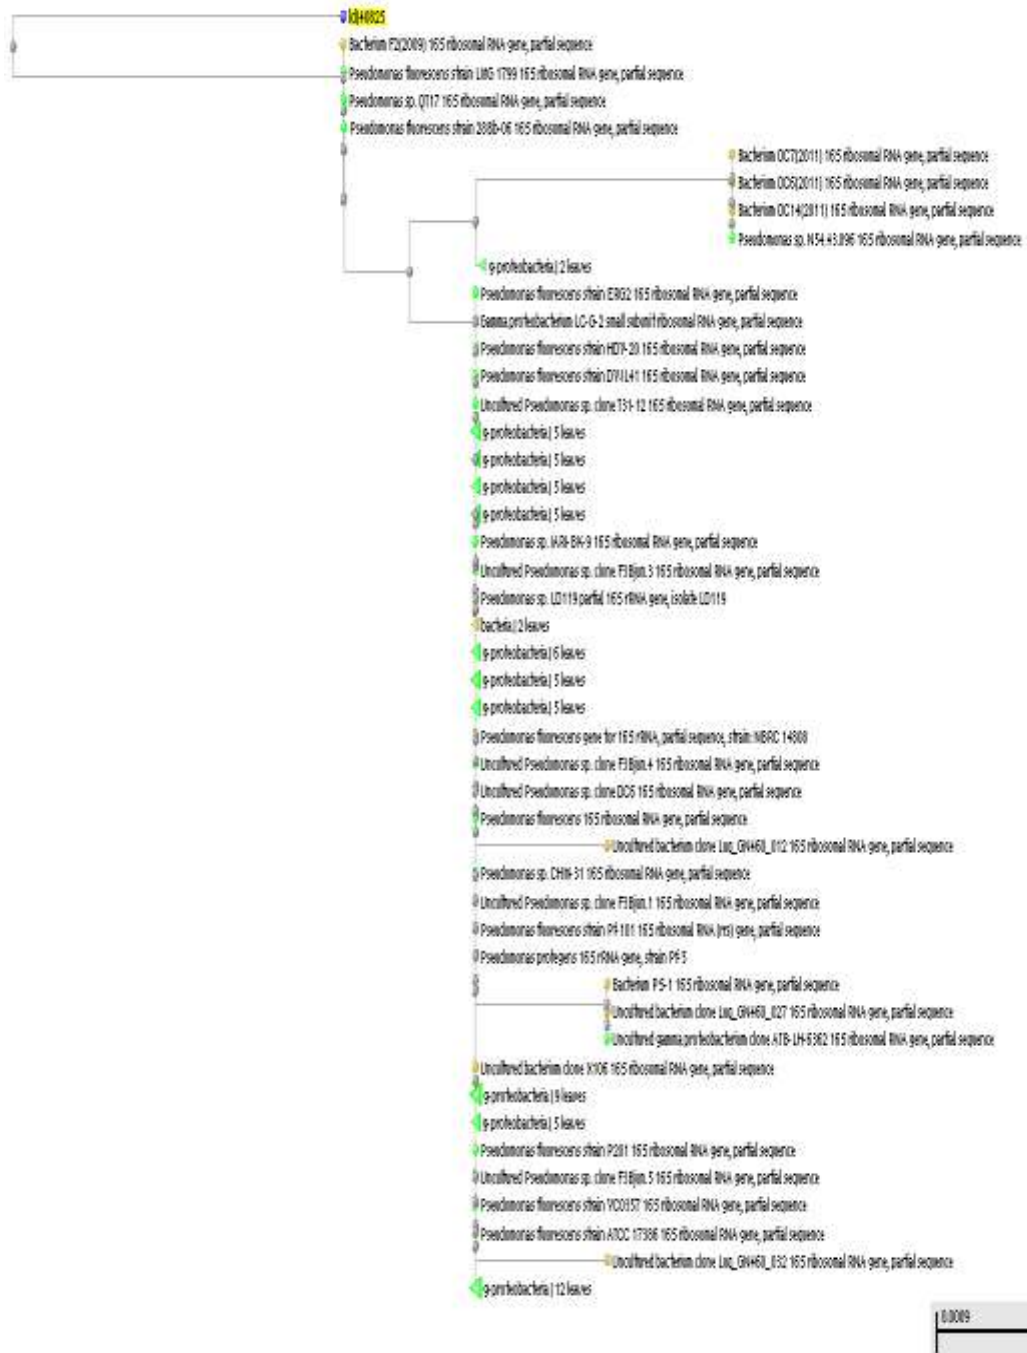 lcl|40825
Bacterium F2(2009) 16S ribosomal RNA gene, partial sequence
Pseudomonas fluorescens strain LMG 1799 16S ribosomal RNA gene, partial sequence
Pseudomonas sp. QT17 16S ribosomal RNA gene, partial sequence
Pseudomonas fluorescens strain 288b-06 16S ribosomal RNA gene, partial sequence
Bacterium OC7(2011) 16S ribosomal RNA gene, partial sequence
Bacterium OC6(2011) 16S ribosomal RNA gene, partial sequence
Bacterium OC14(2011) 16S ribosomal RNA gene, partial sequence
Pseudomonas sp. N54.43.096 16S ribosomal RNA gene, partial sequence
g-proteobacteria | 2 leaves
Pseudomonas fluorescens strain ERG2 16S ribosomal RNA gene, partial sequence
Gamma proteobacterium LC-G-2 small subunit ribosomal RNA gene, partial sequence
Pseudomonas fluorescens strain HDY-20 16S ribosomal RNA gene, partial sequence
Pseudomonas fluorescens strain 16S ribosomal RNA gene, partial sequence
Uncultured Pseudomonas sp. clone T31-12 16S ribosomal RNA gene, partial sequence
g-proteobacteria | 5 leaves
g-proteobacteria | 5 leaves
g-proteobacteria | 5 leaves
g-proteobacteria | 5 leaves
Pseudomonas sp. IARI-BK-9 16S ribosomal RNA gene, partial sequence
Uncultured Pseudomonas sp. clone F3Bjun.3 16S ribosomal RNA gene, partial sequence
Pseudomonas sp. LD119 partial 16S rRNA gene, isolate LD119
bacteria | 2 leaves
g-proteobacteria | 6 leaves
g-proteobacteria | 5 leaves
g-proteobacteria | 5 leaves
Pseudomonas fluorescens gene for 16S rRNA, partial sequence, strain: NBRC 14808
Uncultured Pseudomonas sp. clone F3Bjun.4 16S ribosomal RNA gene, partial sequence
Uncultured Pseudomonas sp. clone DC6 16S ribosomal RNA gene, partial sequence
Pseudomonas fluorescens 16S ribosomal RNA gene, partial sequence
Uncultured bacterium clone Luq_GN460_012 16S ribosomal RNA gene, partial sequence
Pseudomonas sp. CHIN-31 16S ribosomal RNA gene, partial sequence
Uncultured Pseudomonas sp. clone F3Bjun.1 16S ribosomal RNA gene, partial sequence
Pseudomonas fluorescens strain Pf-101 16S ribosomal RNA (rrs) gene, partial sequence
Pseudomonas protegens 16S rRNA gene, strain Pf-5
Bacterium PS-1 16S ribosomal RNA gene, partial sequence
Uncultured bacterium clone Luq_GN460_027 16S ribosomal RNA gene, partial sequence
Uncultured gamma proteobacterium clone ATB-LH-6362 16S ribosomal RNA gene, partial sequence
Uncultured bacterium clone X106 16S ribosomal RNA gene, partial sequence
g-proteobacteria | 9 leaves
g-proteobacteria | 5 leaves
Pseudomonas fluorescens strain P201 16S ribosomal RNA gene, partial sequence
Uncultured Pseudomonas sp. clone F3Bjun.5 16S ribosomal RNA gene, partial sequence
Pseudomonas fluorescens strain YC0357 16S ribosomal RNA gene, partial sequence
Pseudomonas fluorescens strain ATCC 17386 16S ribosomal RNA gene, partial sequence
Uncultured bacterium clone Luq_GN460_032 16S ribosomal RNA gene, partial sequence
g-proteobacteria | 12 leaves
0.0009